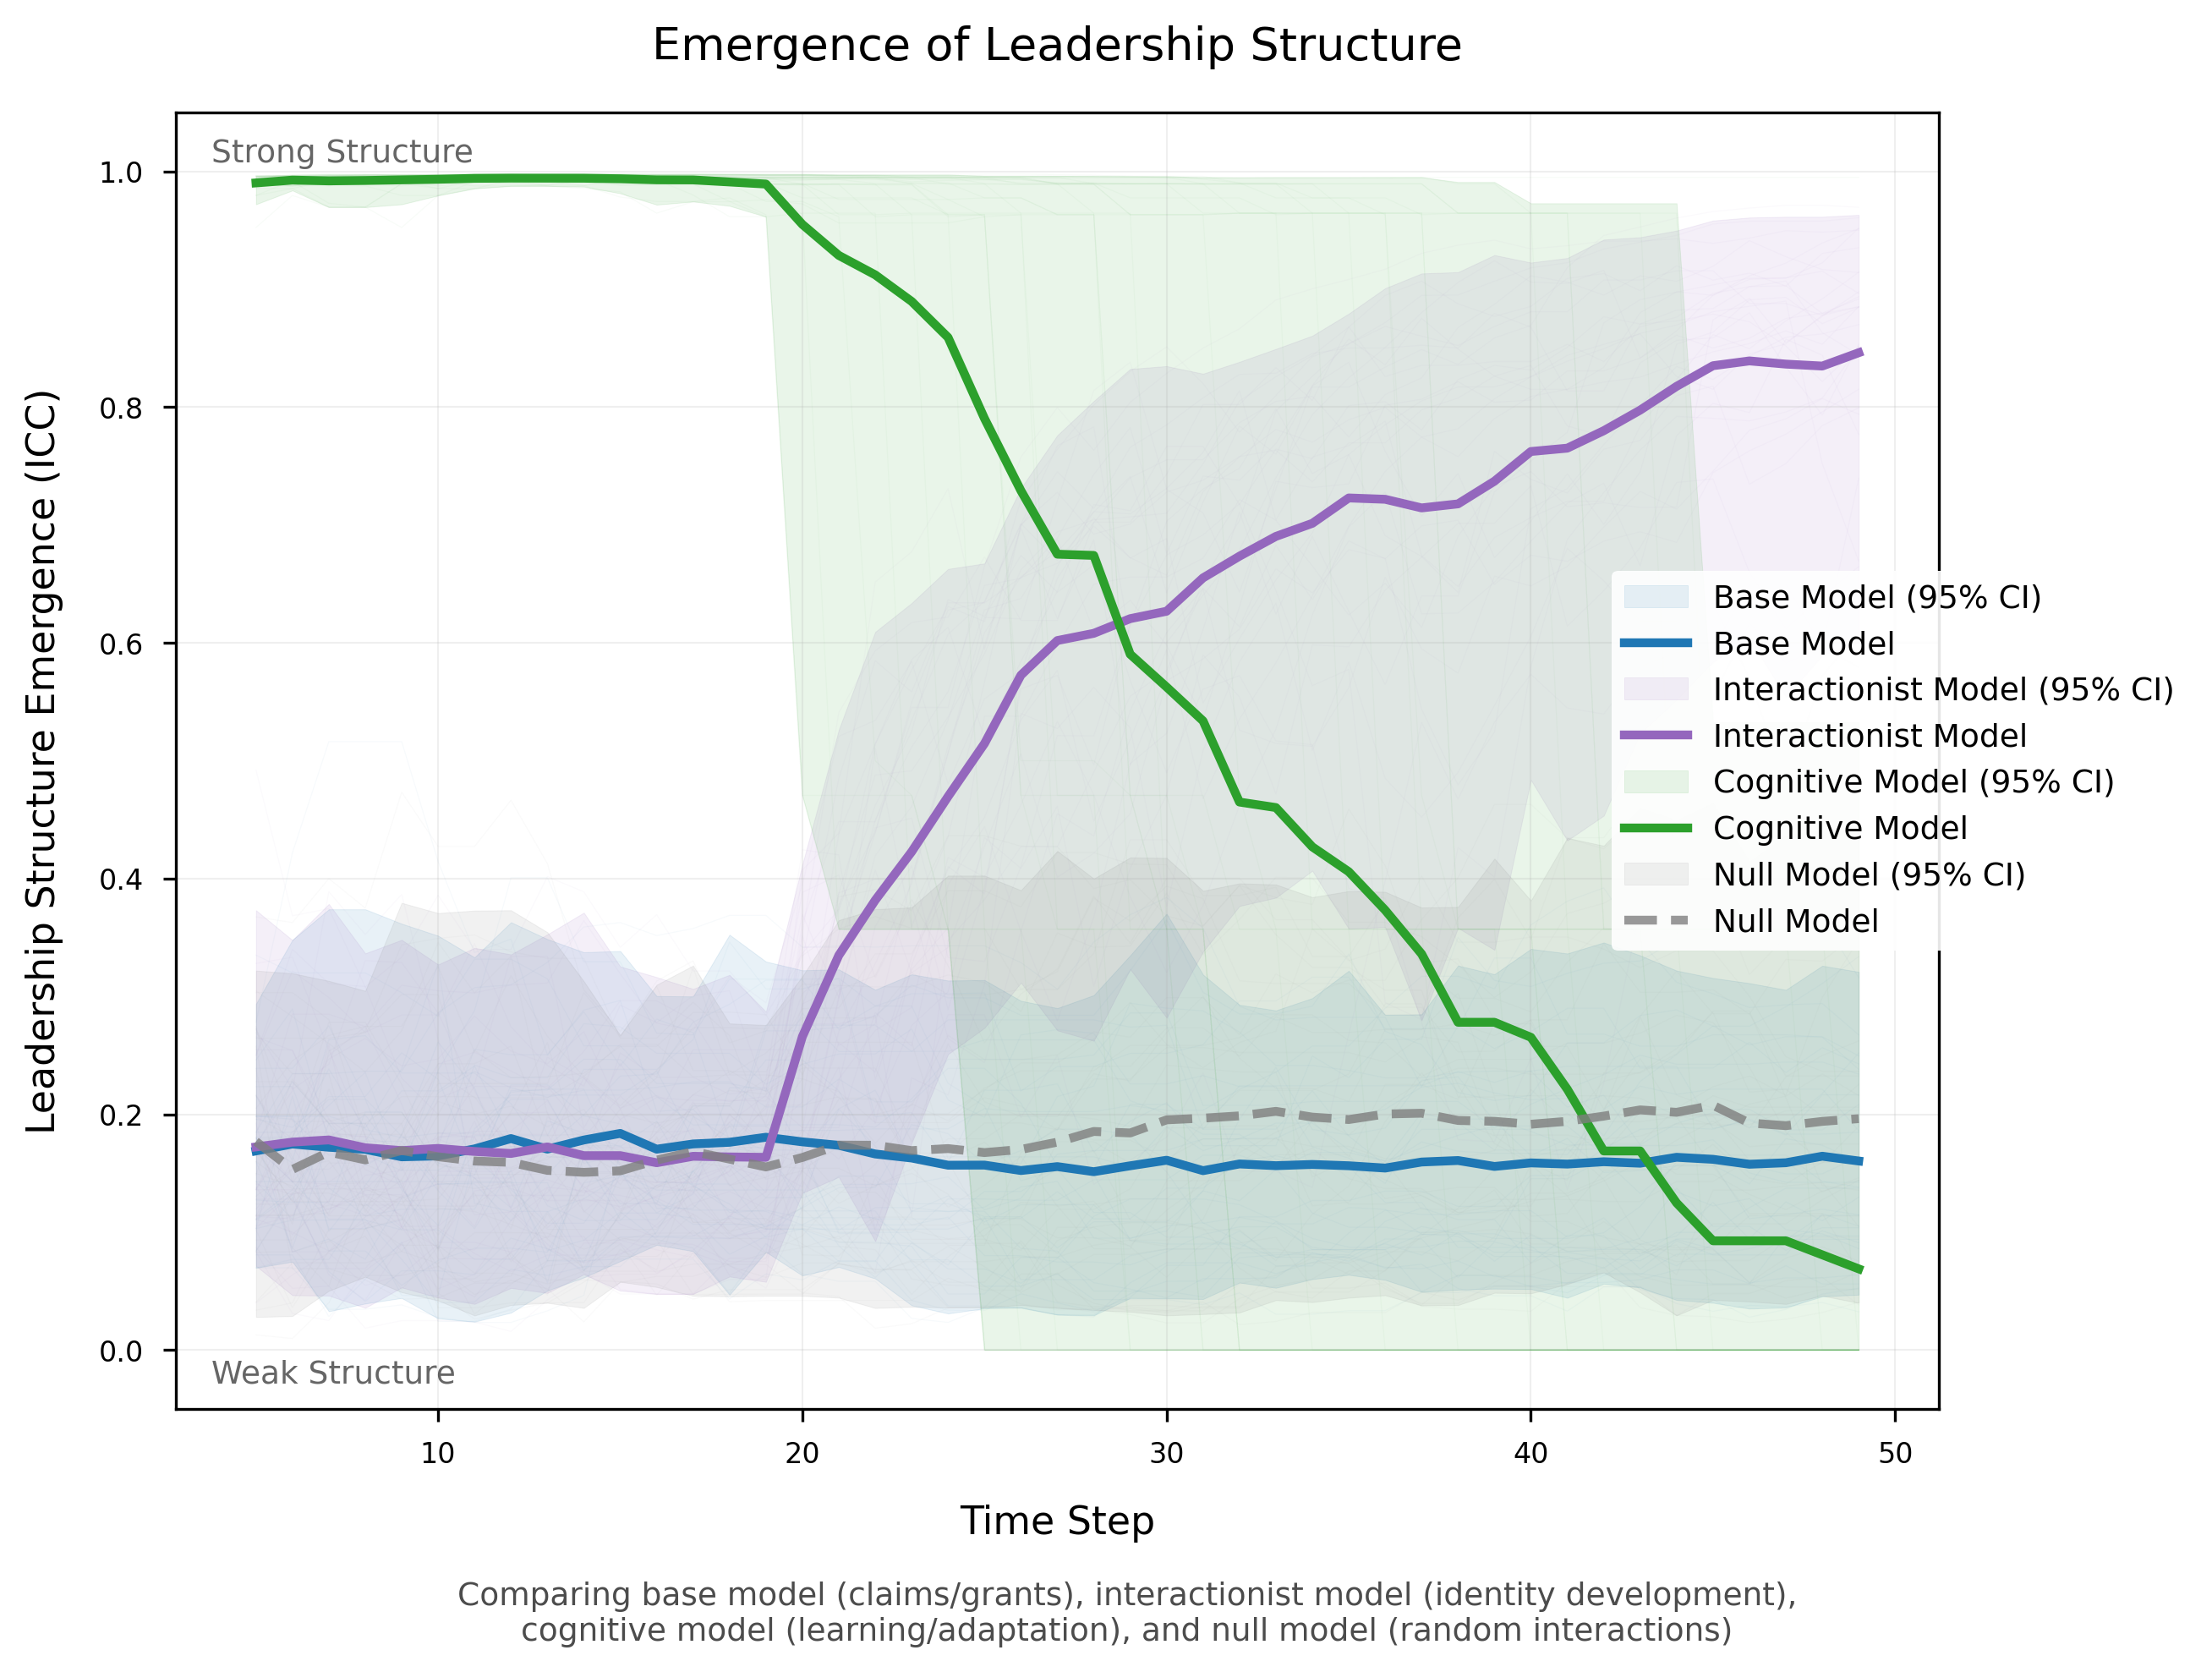 Emergence of Leadership Structure
Strong Structure
Leadership Structure Emergence (ICC)
1.0
0.8
0.6
0.4
0.2
0.0
Base Model (95% CI)
Base Model
Interactionist Model (95% CI)
Interactionist Model
Cognitive Model (95% CI)
Cognitive Model
Null Model (95% CI)
Null Model
Weak Structure
10 20 30 40 50
Time Step
Comparing base model (claims/grants), interactionist model (identity development),
cognitive model (learning/adaptation), and null model (random interactions)